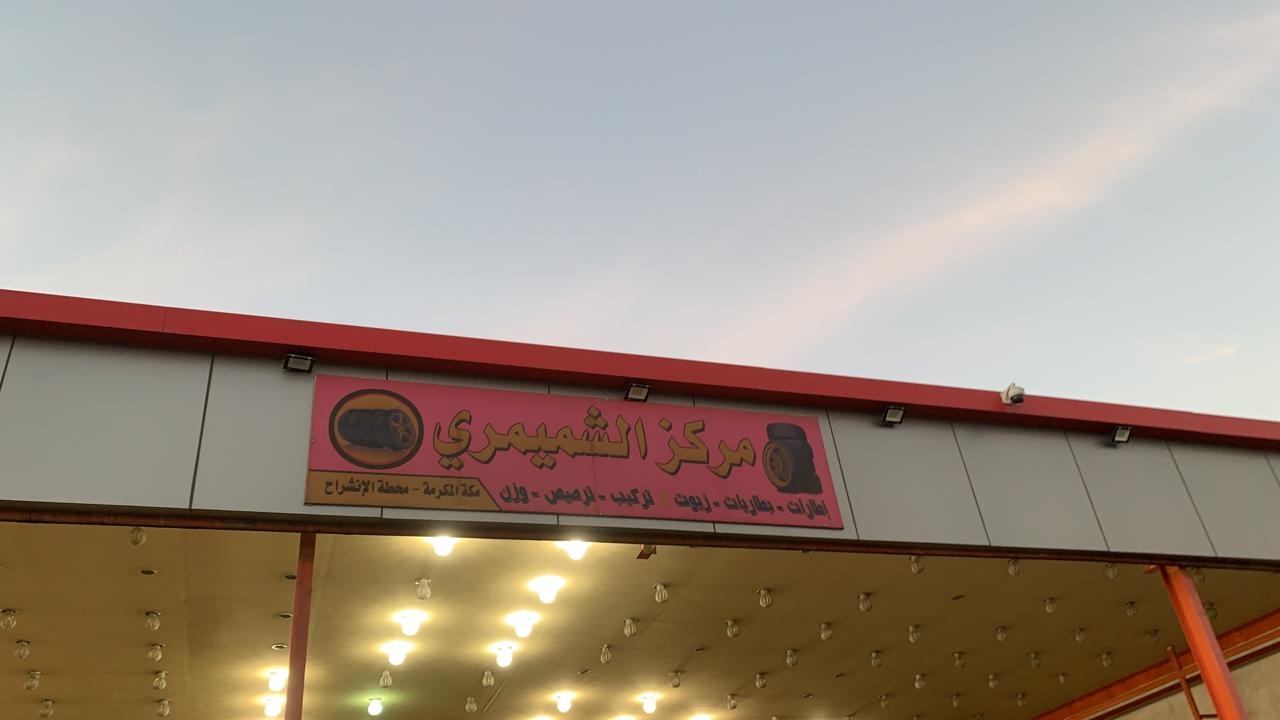 مركز الشميمري
اطارات - بطاريات - زيوت - تركيب - ترصيص - وزن
مكة المكرمة - محطة الإنشراح